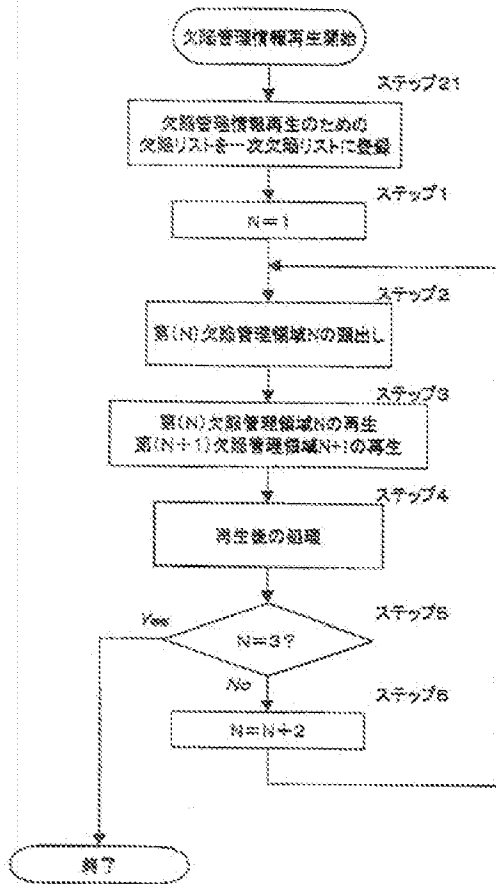 欠陥管理情報再生開始
ステップ21
欠陥管理情報再生のための
欠陥リストを一次欠陥リストに登録
ステップ1
N=1
ステップ2
第(N)欠陥管理領域Nの頭出し
ステップ3
第(N)欠陥管理領域Nの再生
第(N+1)欠陥管理領域N+1の再生
ステップ4
再生後の処理
ステップ5
Yes
N=3?
No
ステップ6
N=N+2
終了